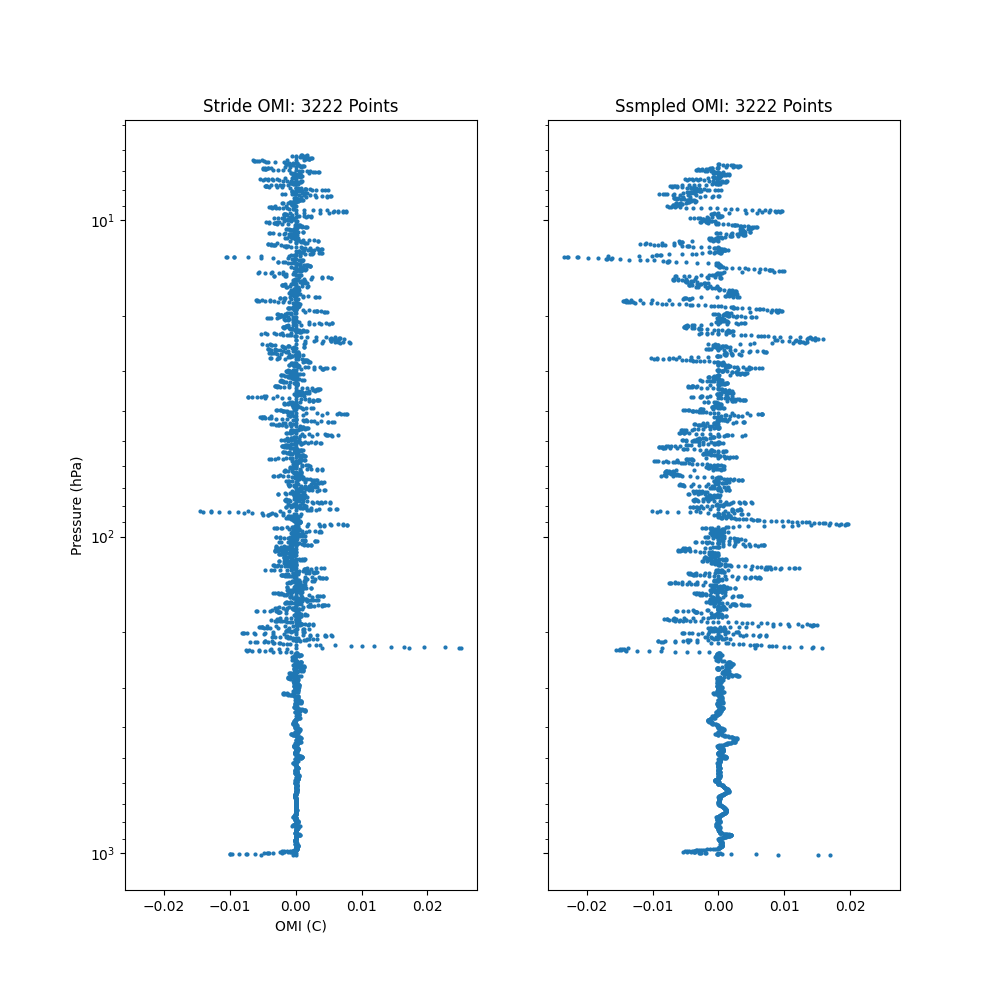 Stride OMI: 3222 Points
Ssmpled OMI: 3222 Points
Pressure (hPa)
10¹
10²
10³
−0.02 −0.01 0.00 0.01 0.02
−0.02 −0.01 0.00 0.01 0.02
OMI (C)